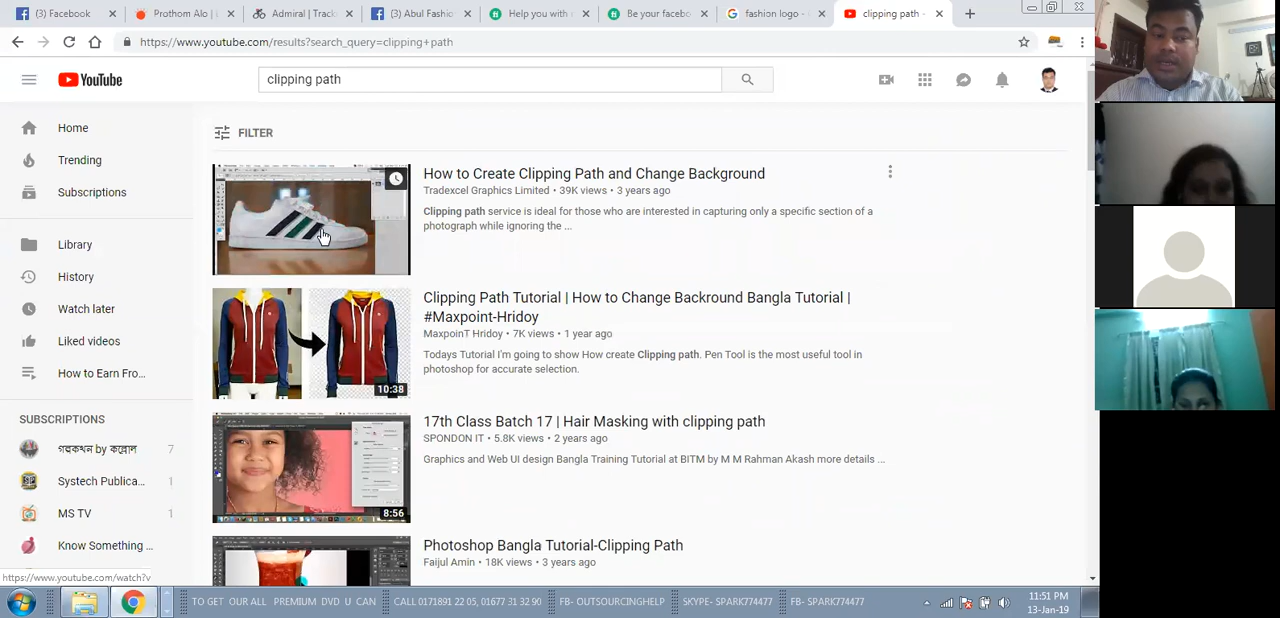 (3) Facebook
Prothom Alo |
Admiral | Track
(3) Abul Fashio
Help you with
Be your facebo
fashion logo -
clipping path -
https://www.youtube.com/results?search_query=clipping+path
YouTube
clipping path
Home
Trending
Subscriptions
Library
History
Watch later
Liked videos
How to Earn Fro...
SUBSCRIPTIONS
গল্পকথন by কল্লোল 7
Systech Publica... 1
MS TV 1
Know Something ...
FILTER
How to Create Clipping Path and Change Background
Tradexcel Graphics Limited • 39K views • 3 years ago
Clipping path service is ideal for those who are interested in capturing only a specific section of a
photograph while ignoring the ...
10:38
Clipping Path Tutorial | How to Change Backround Bangla Tutorial |
#Maxpoint-Hridoy
MaxpoinT Hridoy • 7K views • 1 year ago
Todays Tutorial I'm going to show How create Clipping path. Pen Tool is the most useful tool in
photoshop for accurate selection.
8:56
17th Class Batch 17 | Hair Masking with clipping path
SPONDON IT • 5.8K views • 2 years ago
Graphics and Web UI design Bangla Training Tutorial at BITM by M M Rahman Akashmore details ...
Photoshop Bangla Tutorial-Clipping Path
Faijul Amin • 18K views • 3 years ago
https://www.youtube.com/watch?v
TO GET OUR ALL PREMIUM DVD U CAN
CALL 0171891 22 05, 01677 31 32 90
FB- OUTSOURCINGHELP
SKYPE- SPARK774477
FB- SPARK774477
11:51 PM
13-Jan-19